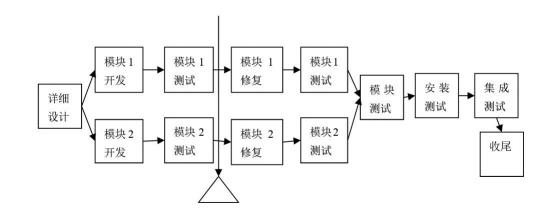 详细
设计
模块1
开发
模块1
测试
模块 1
修复
模块1
测试
模块2
开发
模块2
测试
模块 2
修复
模块2
测试
模块
测试
安装
测试
集成
测试
收尾